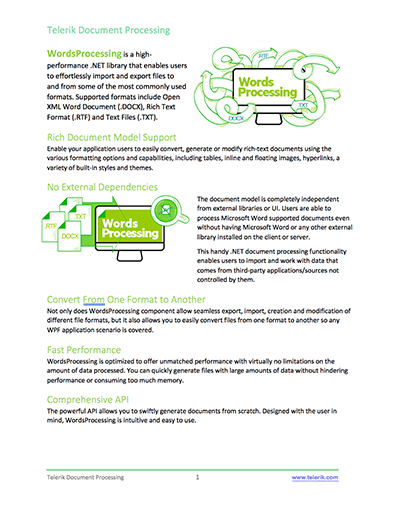 Telerik Document Processing
WordsProcessing is a high-
performance .NET library that enables users
to effortlessly import and export files to
and from some of the most commonly used
formats. Supported formats include Open
XML Word Document (.DOCX), Rich Text
Format (.RTF) and Text Files (.TXT).
.RTF
Words
Processing
.TXT
.DOCX
Rich Document Model Support
Enable your application users to easily convert, generate or modify rich-text documents using the
various formatting options and capabilities, including tables, inline and floating images, hyperlinks, a
variety of built-in styles and themes.
No External Dependencies
.RTF
.TXT
.DOCX
Words
Processing
The document model is completely independent
from external libraries or UI. Users are able to
process Microsoft Word supported documents even
without having Microsoft Word or any other external
library installed on the client or server.
This handy .NET document processing functionality
enables users to import and work with data that
comes from third-party applications/sources not
controlled by them.
Convert From One Format to Another
Not only does WordsProcessing component allow seamless export, import, creation and modification of
different file formats, but it also allows you to easily convert files from one format to another so any
WPF application scenario is covered.
Fast Performance
WordsProcessing is optimized to offer unmatched performance with virtually no limitations on the
amount of data processed. You can quickly generate files with large amounts of data without hindering
performance or consuming too much memory.
Comprehensive API
The powerful API allows you to swiftly generate documents from scratch. Designed with the user in
mind, WordsProcessing is intuitive and easy to use.
Telerik Document Processing
1
www.telerik.com